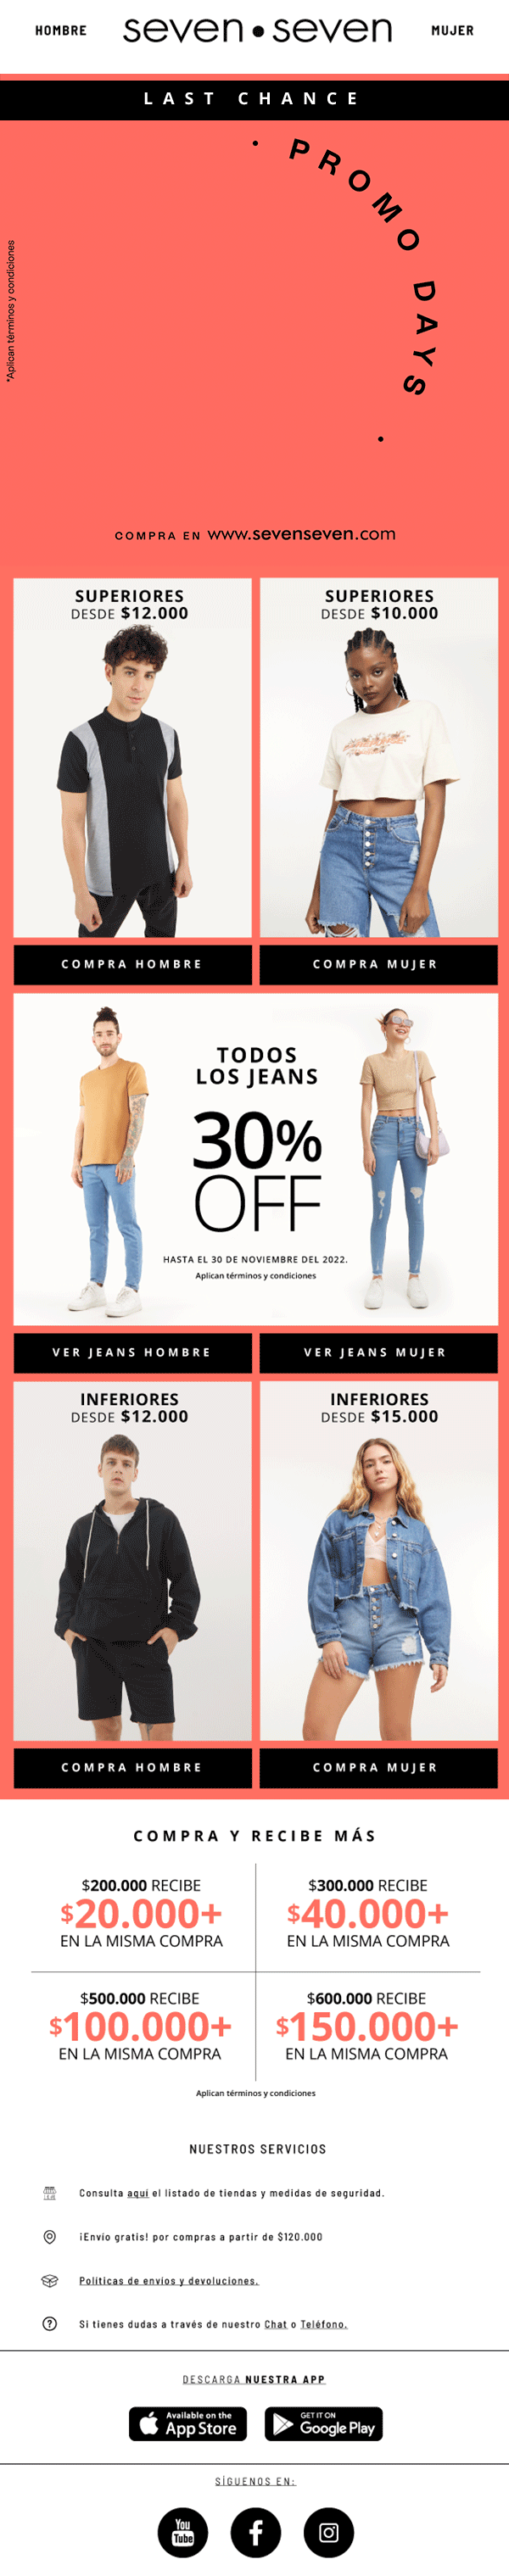 HOMBRE
seven•seven
MUJER
LAST CHANCE
• PROMO DAYS •
*Aplican términos y condiciones
COMPRA EN www.sevenseven.com
SUPERIORES
DESDE $12.000
SUPERIORES
DESDE $10.000
COMPRA HOMBRE
COMPRA MUJER
TODOS
LOS JEANS
30%
OFF
HASTA EL 30 DE NOVIEMBRE DEL 2022.
Aplican términos y condiciones
VER JEANS HOMBRE
VER JEANS MUJER
INFERIORES
DESDE $12.000
INFERIORES
DESDE $15.000
COMPRA HOMBRE
COMPRA MUJER
COMPRA Y RECIBE MÁS
$200.000 RECIBE
$20.000+
EN LA MISMA COMPRA
$300.000 RECIBE
$40.000+
EN LA MISMA COMPRA
$500.000 RECIBE
$100.000+
EN LA MISMA COMPRA
$600.000 RECIBE
$150.000+
EN LA MISMA COMPRA
Aplican términos y condiciones
NUESTROS SERVICIOS
Consulta aquí el listado de tiendas y medidas de seguridad.
¡Envío gratis! por compras a partir de $120.000
Políticas de envíos y devoluciones.
Si tienes dudas a través de nuestro Chat o Teléfono.
DESCARGA NUESTRA APP
Available on the
App Store
GET IT ON
Google Play
SÍGUENOS EN:
You
Tube